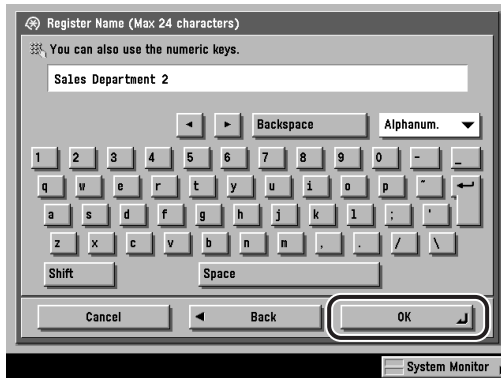 Register Name (Max 24 characters)
You can also use the numeric keys.
Sales Department 2
◄ ► Backspace Alphanum. ▼
1 2 3 4 5 6 7 8 9 0 - _
q w e r t y u i o p ~
a s d f g h j k l ; '
z x c v b n m , . / \
Shift Space
Cancel ◄ Back OK
System Monitor